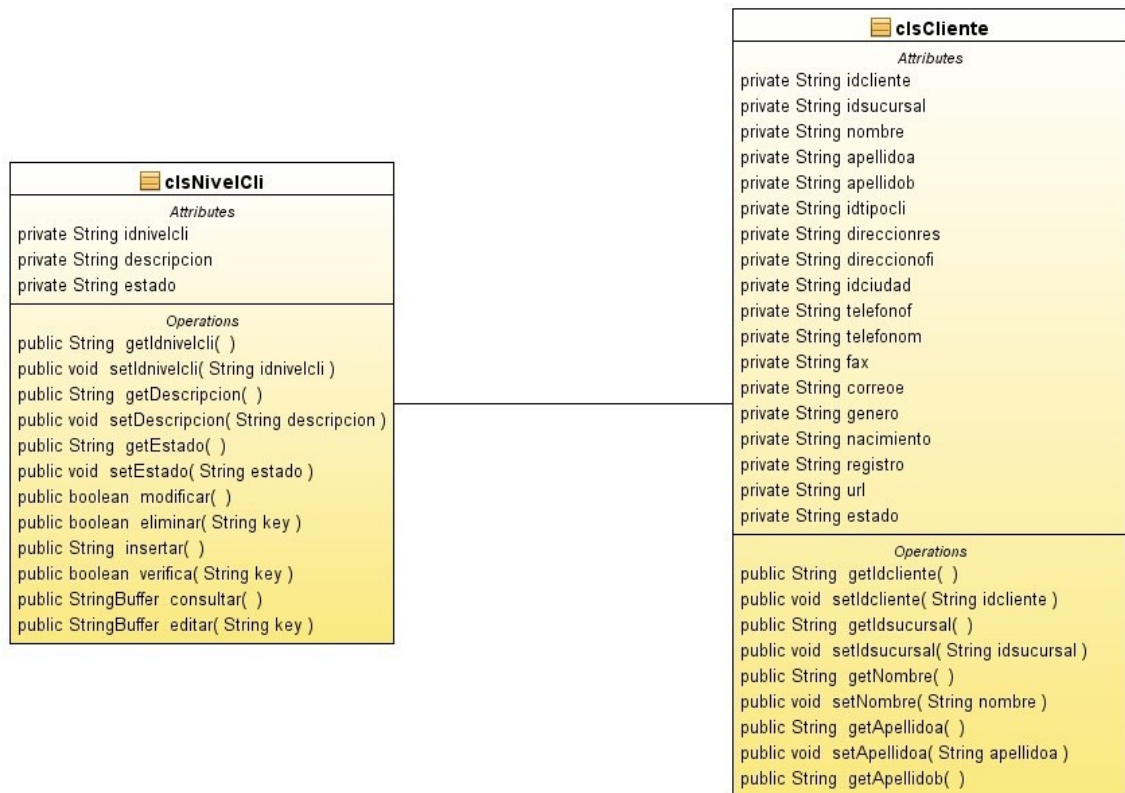 clsNivelCli
Attributes
private String idnivelcli
private String descripcion
private String estado
Operations
public String getIdnivelcli( )
public void setIdnivelcli( String idnivelcli )
public String getDescripcion( )
public void setDescripcion( String descripcion )
public String getEstado( )
public void setEstado( String estado )
public boolean modificar( )
public boolean eliminar( String key )
public String insertar( )
public boolean verifica( String key )
public StringBuffer consultar( )
public StringBuffer editar( String key )
clsCliente
Attributes
private String idcliente
private String idsucursal
private String nombre
private String apellidoa
private String apellidob
private String idtipocli
private String direccionres
private String direccionofi
private String idciudad
private String telefonof
private String telefonom
private String fax
private String correoe
private String genero
private String nacimiento
private String registro
private String url
private String estado
Operations
public String getIdcliente( )
public void setIdcliente( String idcliente )
public String getIdsucursal( )
public void setIdsucursal( String idsucursal )
public String getNombre( )
public void setNombre( String nombre )
public String getApellidoa( )
public void setApellidoa( String apellidoa )
public String getApellidob( )